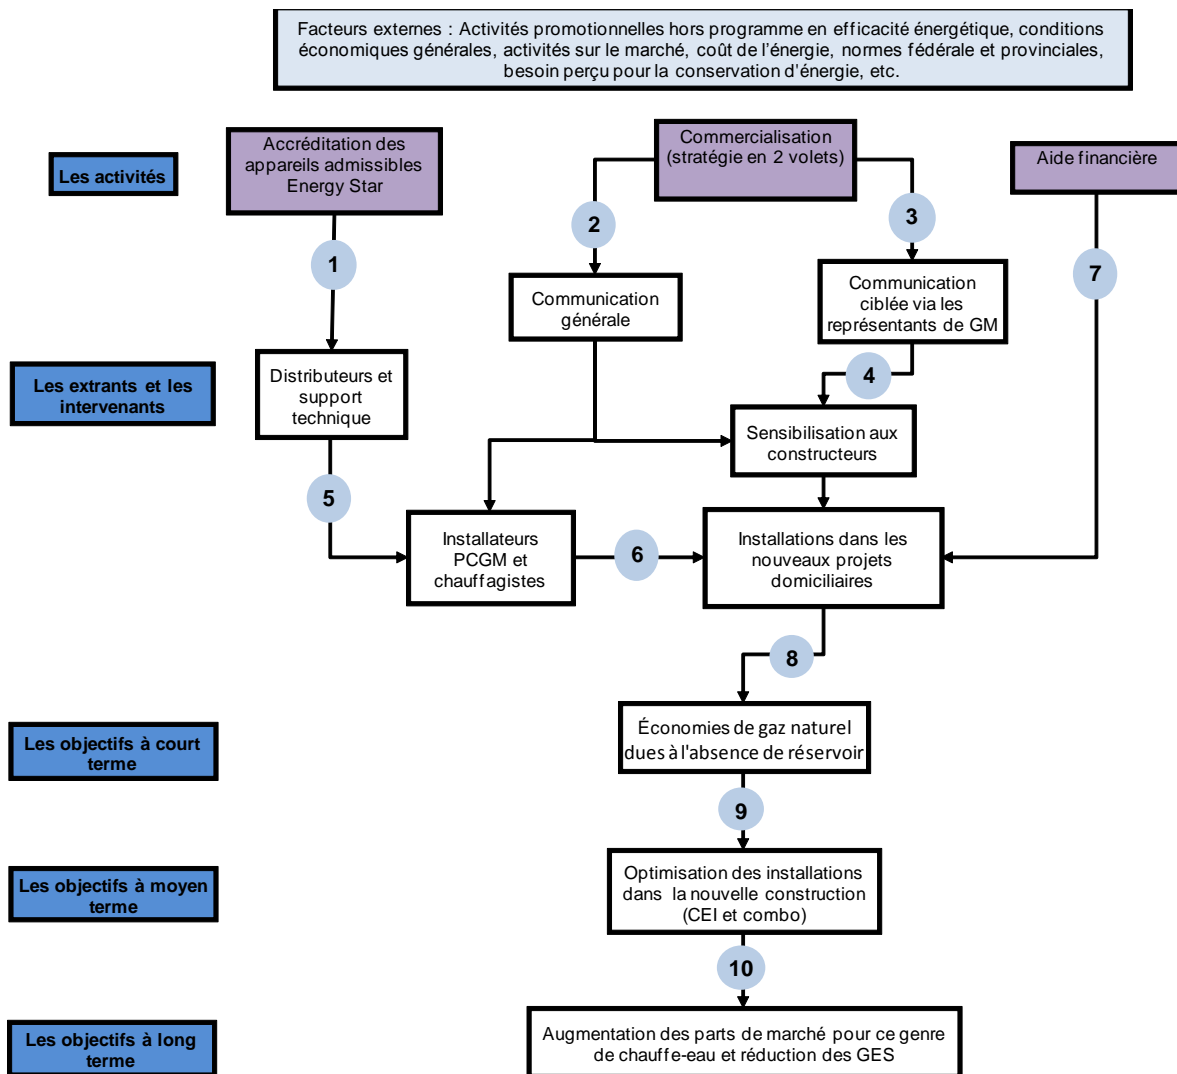 Facteurs externes : Activités promotionnelles hors programme en efficacité énergétique, conditions
économiques générales, activités sur le marché, coût de l'énergie, normes fédérale et provinciales,
besoin perçu pour la conservation d'énergie, etc.
Les activités
Accréditation des
appareils admissibles
Energy Star
Commercialisation
(stratégie en 2 volets)
Aide financière
1
2
3
7
Communication
générale
Communication
ciblée via les
représentants de GM
Les extrants et les
intervenants
Distributeurs et
support
technique
4
Sensibilisation aux
constructeurs
5
Installateurs
PCGM et
chauffagistes
6
Installations dans les
nouveaux projets
domiciliaires
8
Les objectifs à court
terme
Économies de gaz naturel
dues à l'absence de réservoir
9
Les objectifs à moyen
terme
Optimisation des installations
dans la nouvelle construction
(CEI et combo)
10
Les objectifs à long
terme
Augmentation des parts de marché pour ce genre
de chauffe-eau et réduction des GES